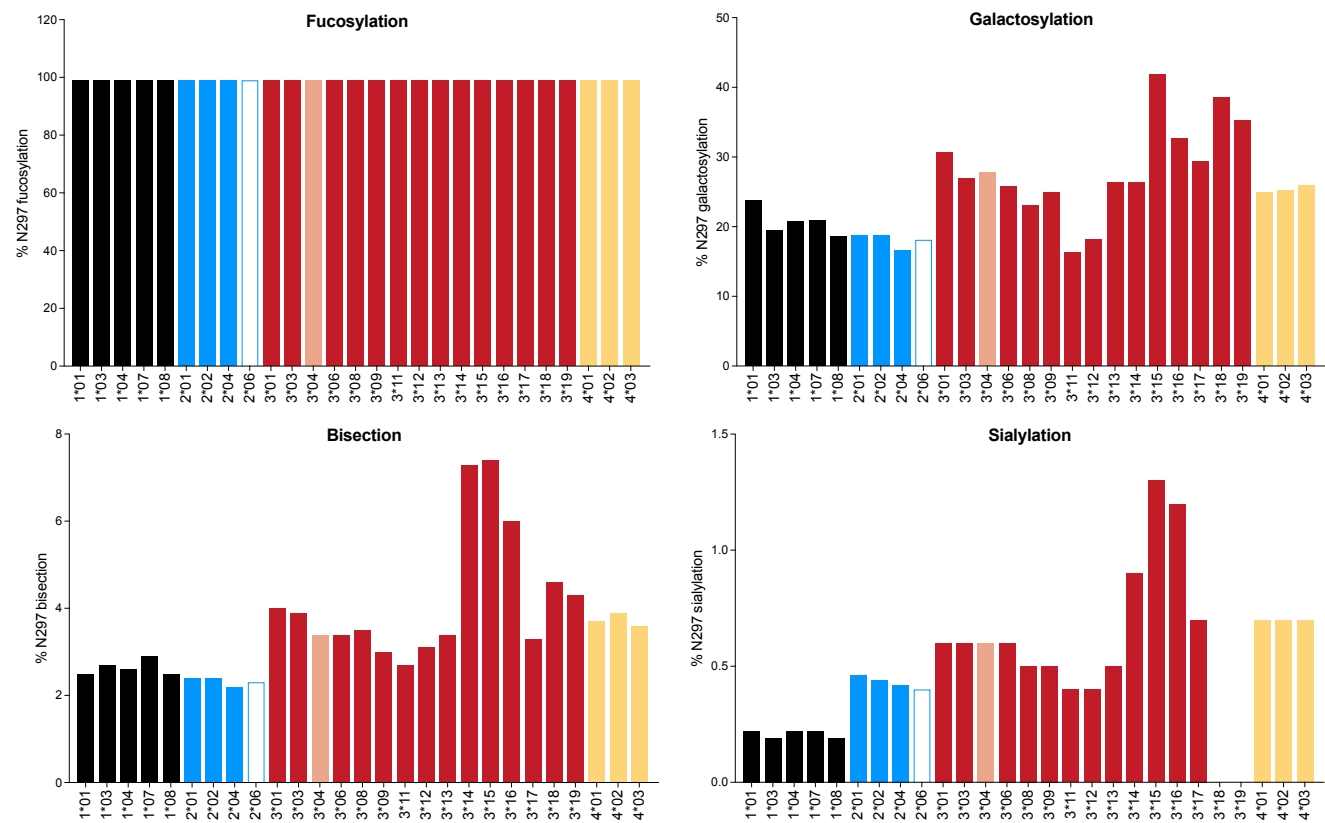 Fucosylation
% N297 fucosylation
120
100
80
60
40
20
0
1*01 1*03 1*04 1*07 1*08 2*01 2*02 2*04 2*06 3*01 3*03 3*04 3*06 3*08 3*09 3*11 3*12 3*13 3*14 3*15 3*16 3*17 3*18 3*19 4*01 4*02 4*03
Galactosylation
% N297 galactosylation
50
40
30
20
10
0
1*01 1*03 1*04 1*07 1*08 2*01 2*02 2*04 2*06 3*01 3*03 3*04 3*06 3*08 3*09 3*11 3*12 3*13 3*14 3*15 3*16 3*17 3*18 3*19 4*01 4*02 4*03
Bisection
% N297 bisection
8
6
4
2
0
1*01 1*03 1*04 1*07 1*08 2*01 2*02 2*04 2*06 3*01 3*03 3*04 3*06 3*08 3*09 3*11 3*12 3*13 3*14 3*15 3*16 3*17 3*18 3*19 4*01 4*02 4*03
Sialylation
% N297 sialylation
1.5
1.0
0.5
0.0
1*01 1*03 1*04 1*07 1*08 2*01 2*02 2*04 2*06 3*01 3*03 3*04 3*06 3*08 3*09 3*11 3*12 3*13 3*14 3*15 3*16 3*17 3*18 3*19 4*01 4*02 4*03